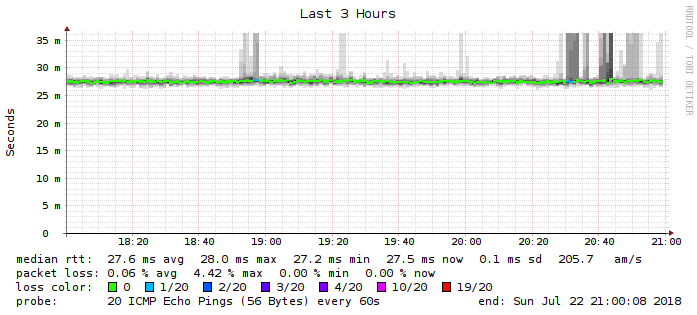 Last 3 Hours
RRDTOOL / TOBI OETIKER
Seconds
35 m
30 m
25 m
20 m
15 m
10 m
5 m
0
18:20 18:40 19:00 19:20 19:40 20:00 20:20 20:40 21:00
median rtt: 27.6 ms avg 28.0 ms max 27.2 ms min 27.5 ms now 0.1 ms sd 205.7 am/s
packet loss: 0.06 % avg 4.42 % max 0.00 % min 0.00 % now
loss color: 0 1/20 2/20 3/20 4/20 10/20 19/20
probe: 20 ICMP Echo Pings (56 Bytes) every 60s end: Sun Jul 22 21:00:08 2018